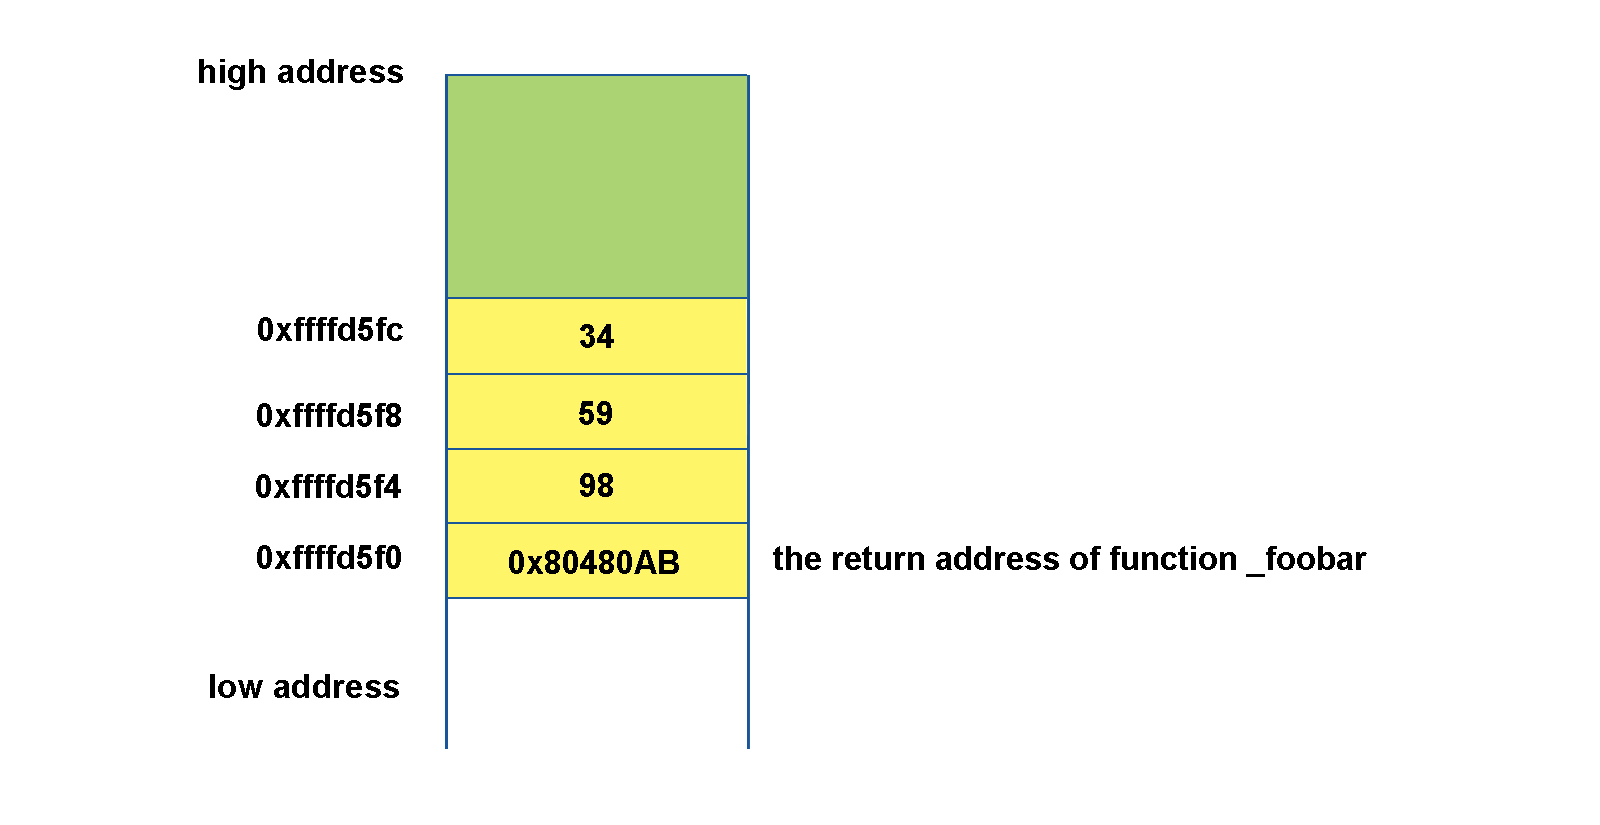 high address
0xffffd5fc
34
0xffffd5f8
59
0xffffd5f4
98
0xffffd5f0
0x80480AB
the return address of function _foobar
low address